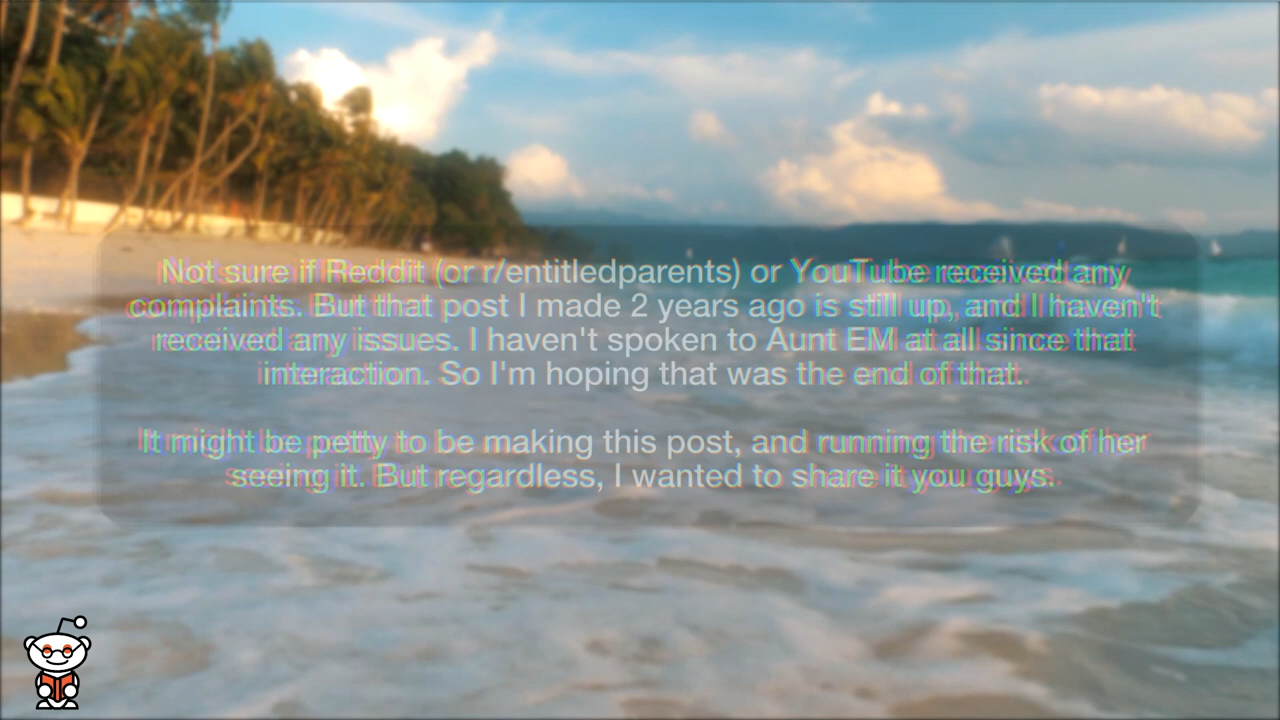 Not sure if Reddit (or r/entitledparents) or YouTube received any
complaints. But that post I made 2 years ago is still up, and I haven't
received any issues. I haven't spoken to Aunt EM at all since that
interaction. So I'm hoping that was the end of that.
It might be petty to be making this post, and running the risk of her
seeing it. But regardless, I wanted to share it you guys.